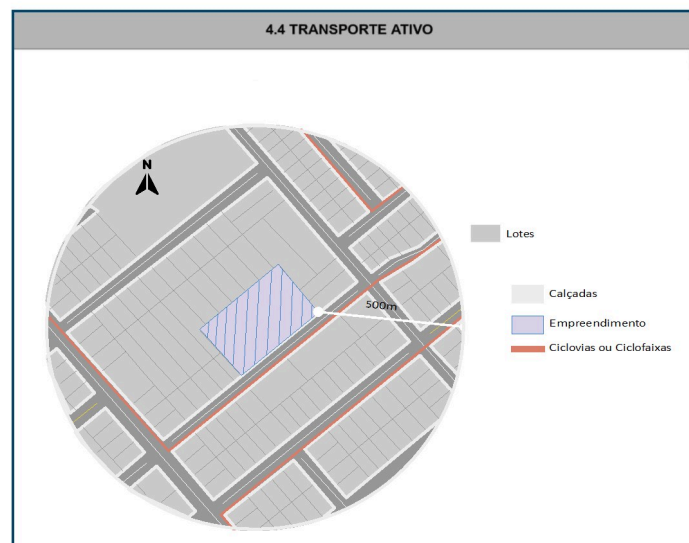 4.4 TRANSPORTE ATIVO
N
Lotes
500m
Calçadas
Empreendimento
Ciclovias ou Ciclofaixas